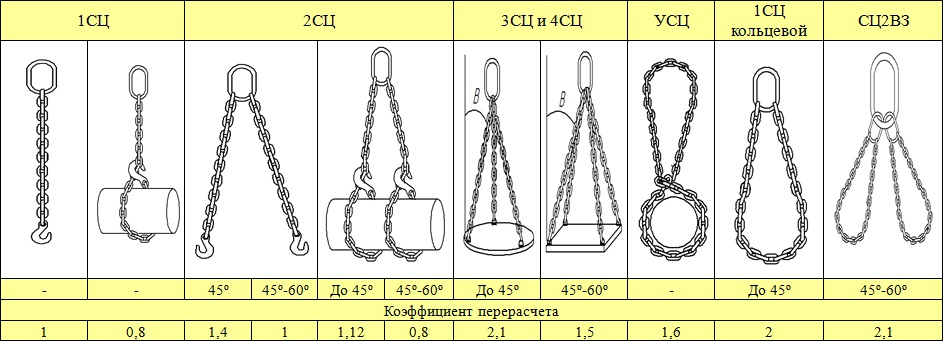 1СЦ 2СЦ 3СЦ и 4СЦ УСЦ 1СЦ кольцевой СЦ2ВЗ
β β
- - 45° 45°-60° До 45° 45°-60° До 45° 45°-60° - До 45° 45°-60°
Коэффициент перерасчета
1 0,8 1,4 1 1,12 0,8 2,1 1,5 1,6 2 2,1